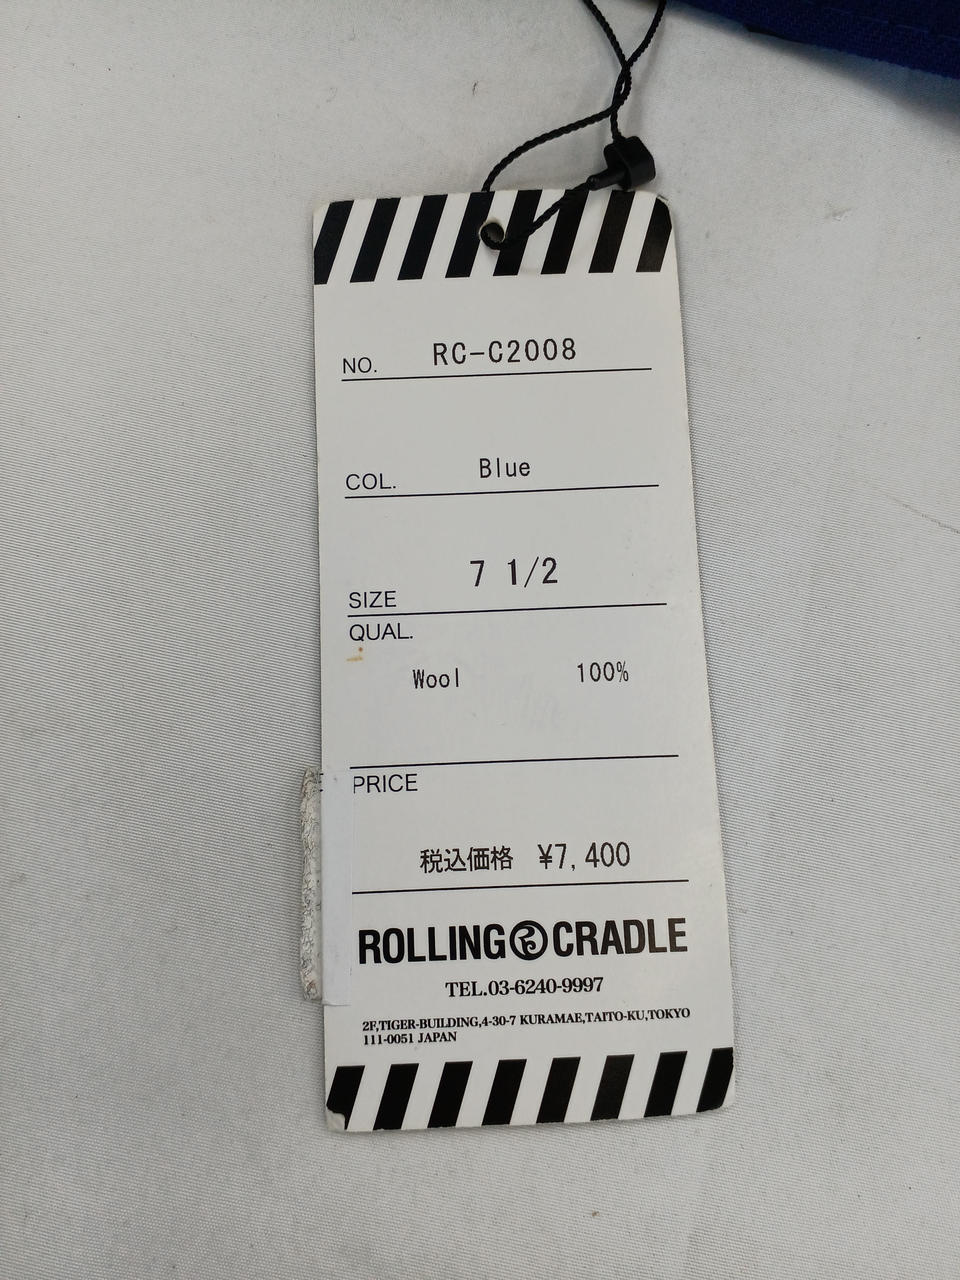 NO. RC-C2008
COL. Blue
SIZE 7 1/2
QUAL.
Wool 100%
PRICE
税込価格 ¥7,400
ROLLING CRADLE
TEL.03-6240-9997
2F,TIGER-BUILDING,4-30-7 KURAMAE,TAITO-KU,TOKYO
111-0051 JAPAN